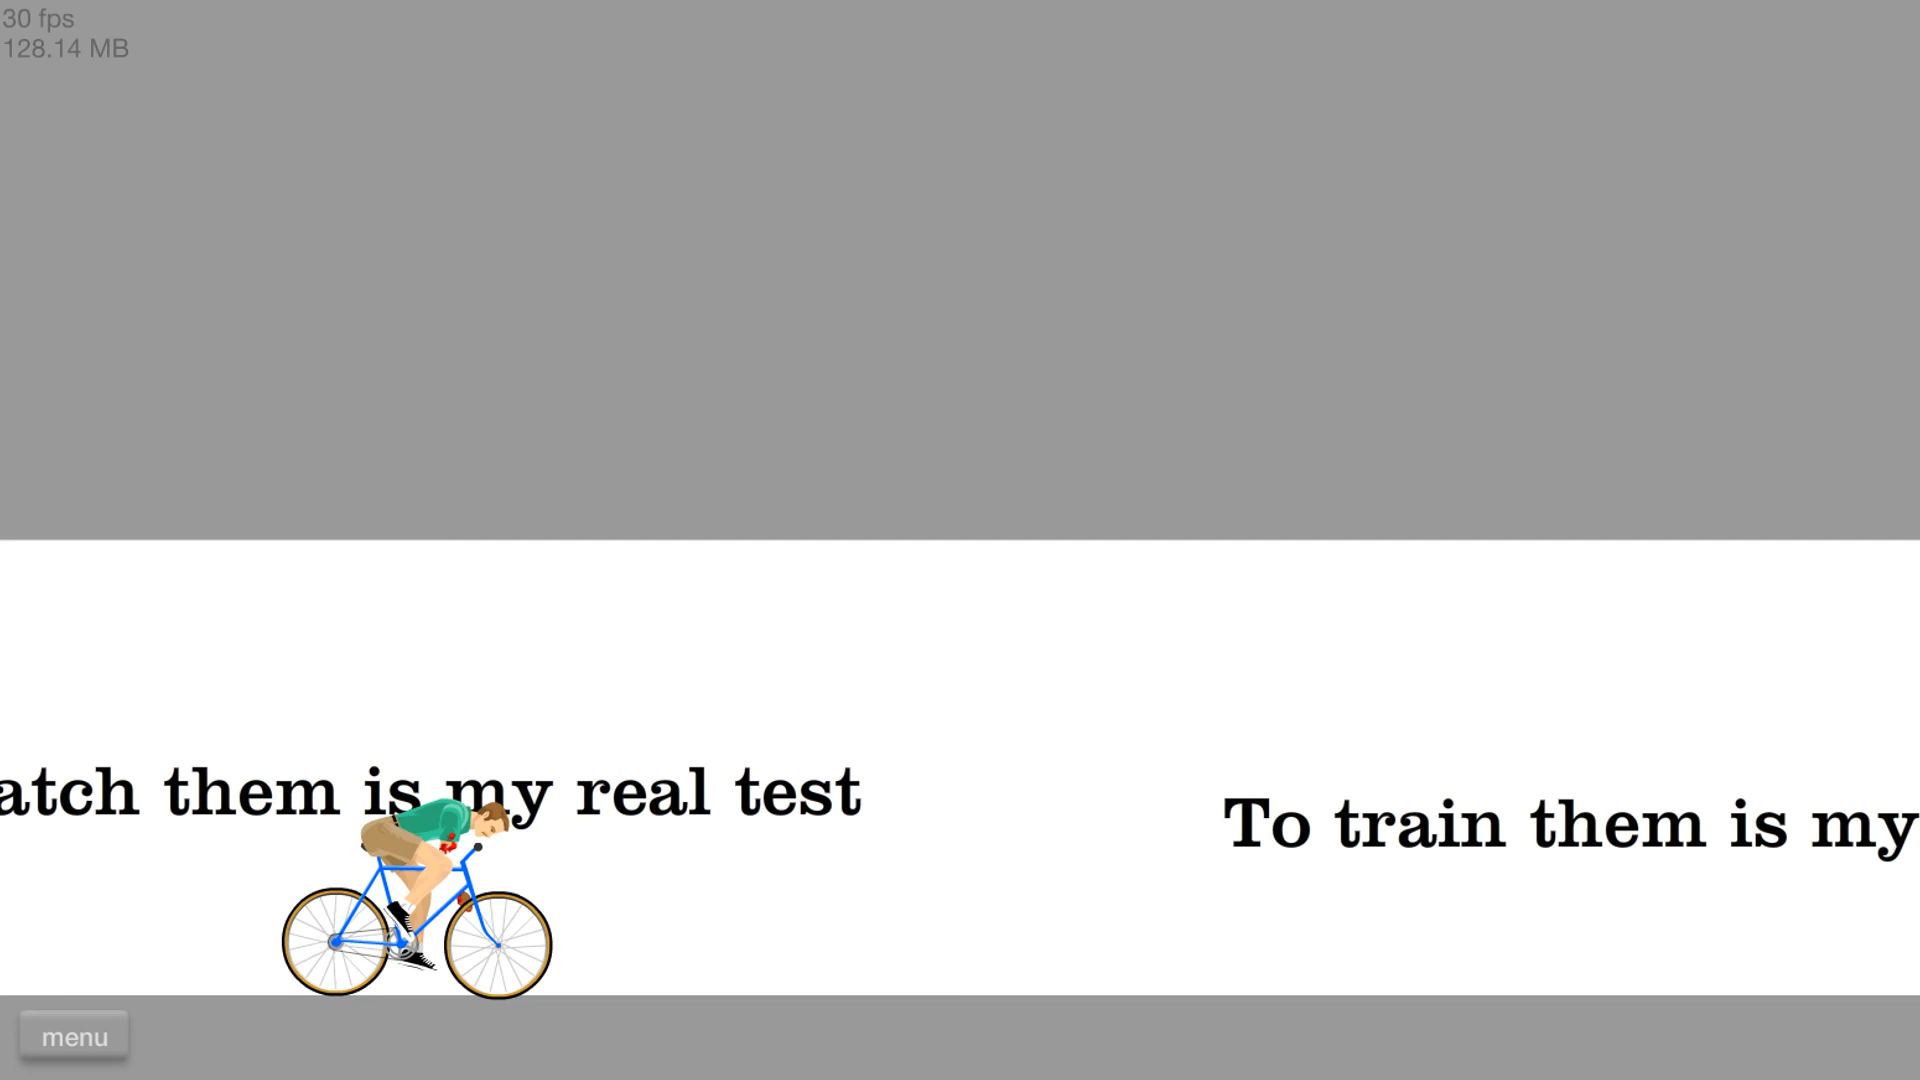 30 fps
128.14 MB
atch them is my real test
To train them is my
menu